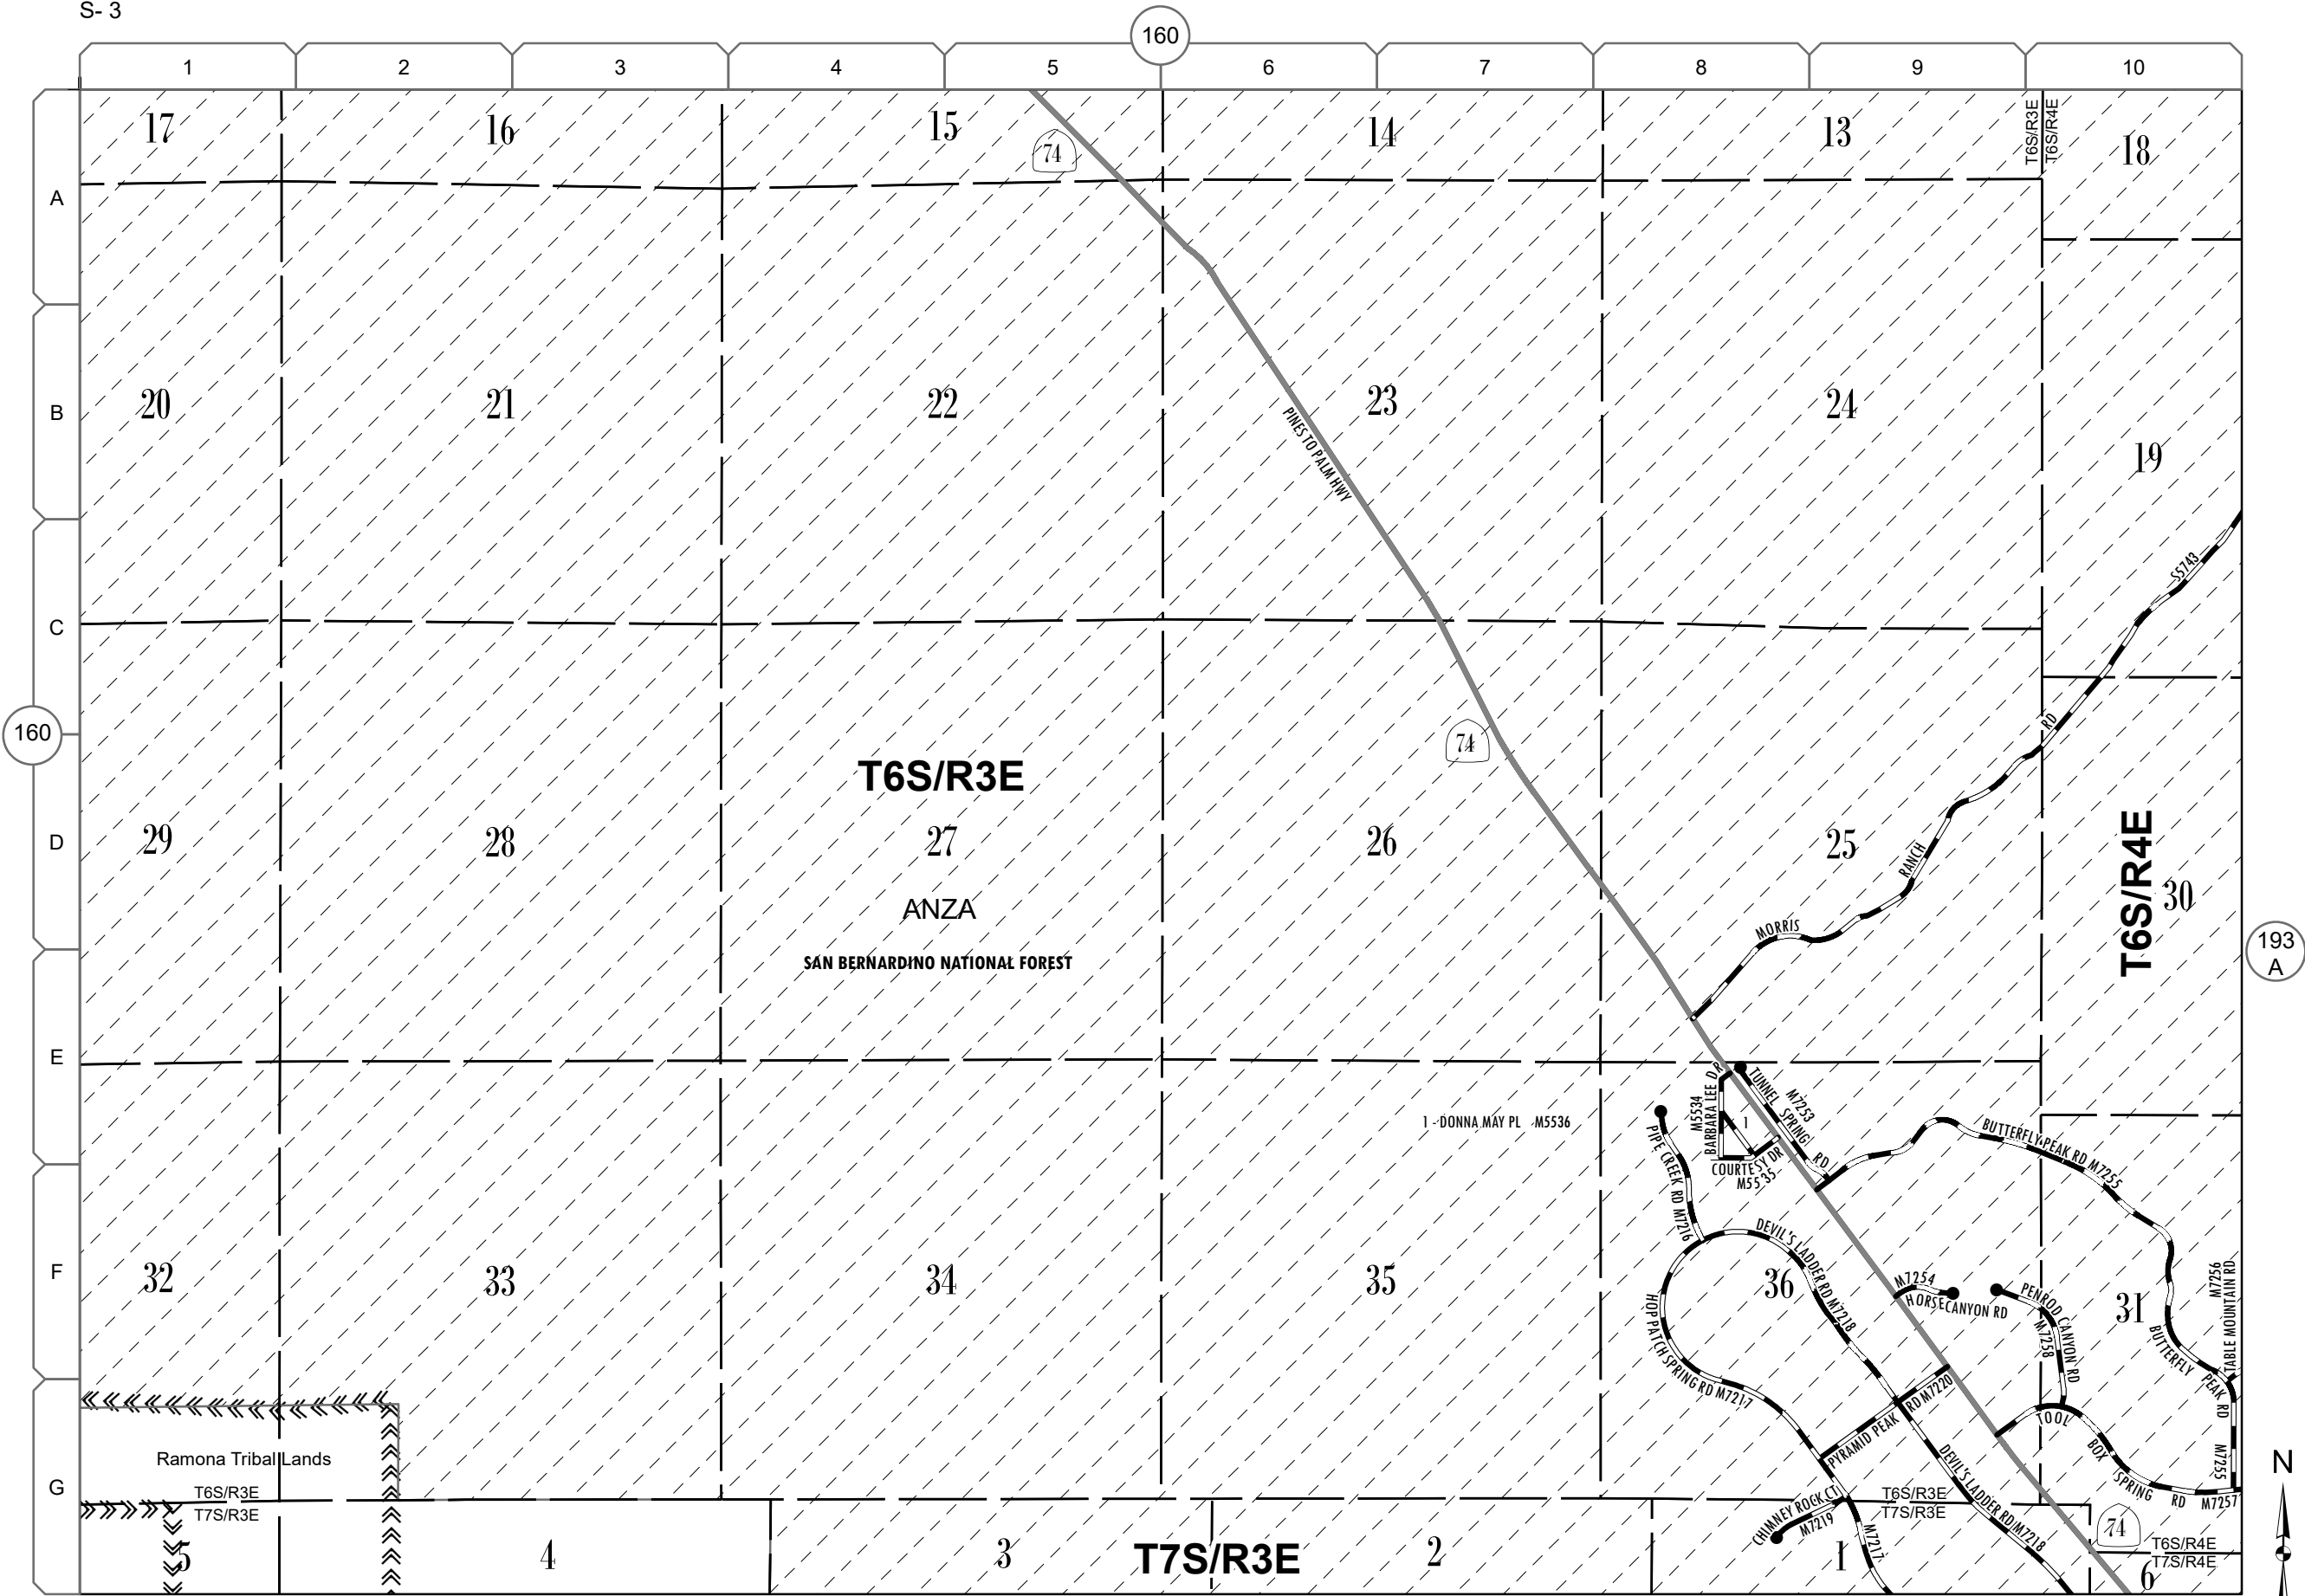 S- 3
160
1 2 3 4 5 6 7 8 9 10
A
B
C
D
E
F
G
160
193
A
17 16 15 14 13 18
74
T6S/R3E
T6S/R4E
20 21 22 23 24 19
PINES TO PALM HWY
S5743
RD
RANCH
MORRIS
74
T6S/R3E
29 28 27 26 25 30
T6S/R4E
ANZA
SAN BERNARDINO NATIONAL FOREST
1 - DONNA MAY PL M5536
M5534
BARBARA LEE DR
1
TUNNEL SPRING RD
M7253
COURTESY DR
M5535
PIPE CREEK RD M7216
BUTTERFLY PEAK RD M7255
DEVIL'S LADDER RD M7218
HOP PATCH SPRING RD M7217
32 33 34 35 36 31
M7254
HORSECANYON RD
PENROD CANYON RD
M7258
M7256
TABLE MOUNTAIN RD
BUTTERFLY PEAK RD
M7255
PYRAMID PEAK RD M7220
TOOL BOX SPRING RD M7257
DEVIL'S LADDER RD M7218
CHIMNEY ROCK CT
M7219
M7217
Ramona Tribal Lands
T6S/R3E
T7S/R3E
T6S/R3E
T7S/R3E
74
T6S/R4E
T7S/R4E
5 4 3 2 1 6
T7S/R3E
N